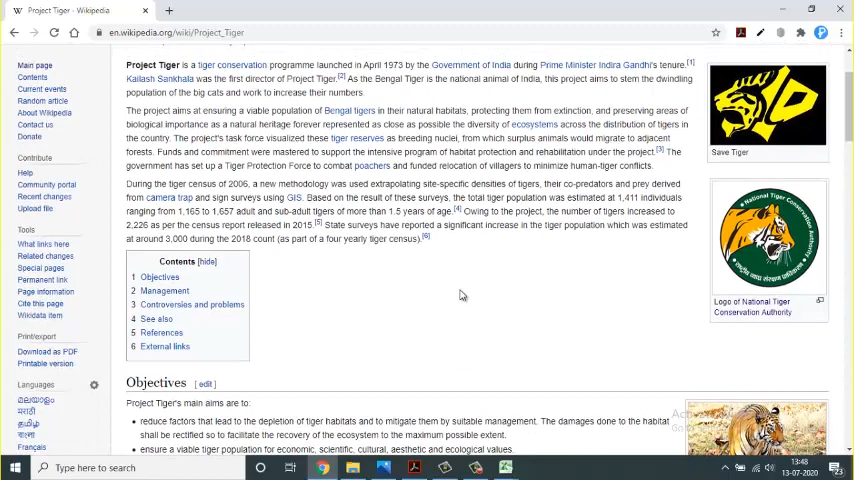 Project Tiger - Wikipedia
en.wikipedia.org/wiki/Project_Tiger
Main page
Contents
Current events
Random article
About Wikipedia
Contact us
Donate
Contribute
Help
Community portal
Recent changes
Upload file
Tools
What links here
Related changes
Special pages
Permanent link
Page information
Cite this page
Wikidata item
Print/export
Download as PDF
Printable version
Languages
മലയാളം
मराठी
தமிழ்
বাংলা
Français
Project Tiger is a tiger conservation programme launched in April 1973 by the Government of India during Prime Minister Indira Gandhi's tenure.[1]
Kailash Sankhala was the first director of Project Tiger.[2] As the Bengal Tiger is the national animal of India, this project aims to stem the dwindling
population of the big cats and work to increase their numbers.
The project aims at ensuring a viable population of Bengal tigers in their natural habitats, protecting them from extinction, and preserving areas of
biological importance as a natural heritage forever represented as close as possible the diversity of ecosystems across the distribution of tigers in
the country. The project's task force visualized these tiger reserves as breeding nuclei, from which surplus animals would migrate to adjacent
forests. Funds and commitment were mastered to support the intensive program of habitat protection and rehabilitation under the project.[3] The
government has set up a Tiger Protection Force to combat poachers and funded relocation of villagers to minimize human-tiger conflicts.
During the tiger census of 2006, a new methodology was used extrapolating site-specific densities of tigers, their co-predators and prey derived
from camera trap and sign surveys using GIS. Based on the result of these surveys, the total tiger population was estimated at 1,411 individuals
ranging from 1,165 to 1,657 adult and sub-adult tigers of more than 1.5 years of age.[4] Owing to the project, the number of tigers increased to
2,226 as per the census report released in 2015.[5] State surveys have reported a significant increase in the tiger population which was estimated
at around 3,000 during the 2018 count (as part of a four yearly tiger census).[6]
Contents [hide]
1 Objectives
2 Management
3 Controversies and problems
4 See also
5 References
6 External links
Objectives [ edit ]
Project Tiger's main aims are to:
reduce factors that lead to the depletion of tiger habitats and to mitigate them by suitable management. The damages done to the habitat
shall be rectified so to facilitate the recovery of the ecosystem to the maximum possible extent.
ensure a viable tiger population for economic, scientific, cultural, aesthetic and ecological values.
Save Tiger
National Tiger Conservation Authority
राष्ट्रीय व्याघ्र संरक्षण प्राधिकरण
Logo of National Tiger
Conservation Authority
Type here to search
13:48
13-07-2020
23